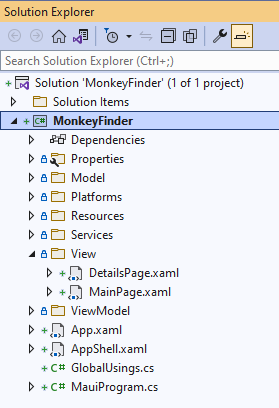 Solution Explorer
Search Solution Explorer (Ctrl+;)
Solution 'MonkeyFinder' (1 of 1 project)
Solution Items
C# MonkeyFinder
Dependencies
Properties
Model
Platforms
Resources
Services
View
DetailsPage.xaml
MainPage.xaml
ViewModel
App.xaml
AppShell.xaml
C# GlobalUsings.cs
C# MauiProgram.cs